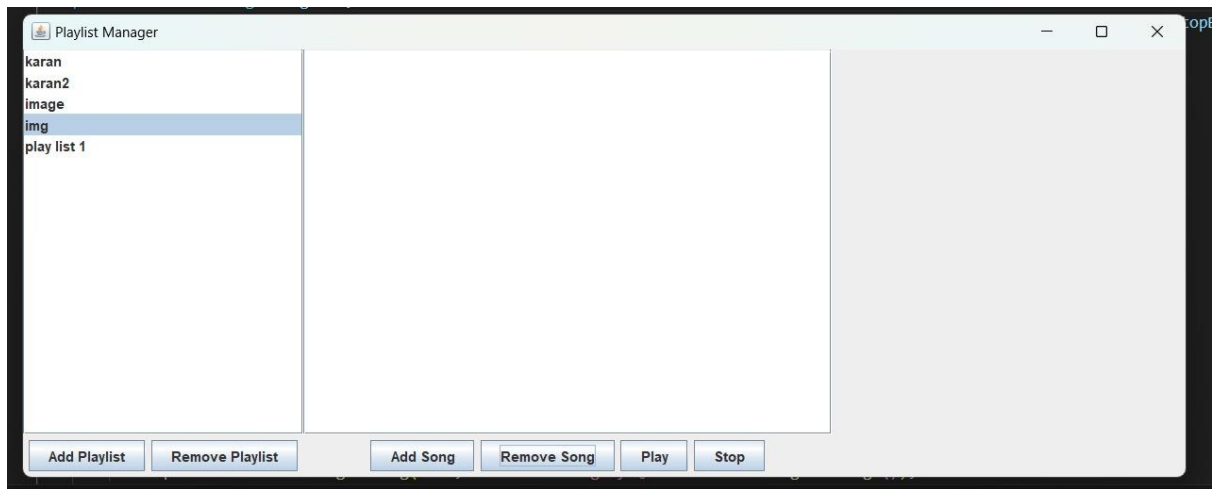 Playlist Manager
karan
karan2
image
img
play list 1
Add Playlist Remove Playlist Add Song Remove Song Play Stop